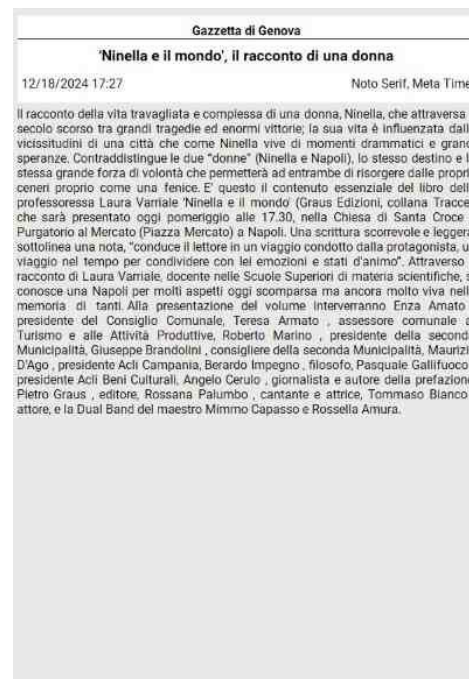 Gazzetta di Genova
'Ninella e il mondo', il racconto di una donna
12/18/2024 17:27 Noto Serif, Meta Time
Il racconto della vita travagliata e complessa di una donna, Ninella, che attraversa
secolo scorso tra grandi tragedie ed enormi vittorie; la sua vita è influenzata dall
vicissitudini di una città che come Ninella vive di momenti drammatici e grand
speranze. Contraddistingue le due "donne" (Ninella e Napoli), lo stesso destino e l
stessa grande forza di volontà che permetterà ad entrambe di risorgere dalle propri
ceneri proprio come una fenice. E' questo il contenuto essenziale del libro dell
professoressa Laura Varriale 'Ninella e il mondo' (Graus Edizioni, collana Tracce
che sarà presentato oggi pomeriggio alle 17.30, nella Chiesa di Santa Croce
Purgatorio al Mercato (Piazza Mercato) a Napoli. Una scrittura scorrevole e leggera
sottolinea una nota, "conduce il lettore in un viaggio condotto dalla protagonista, u
viaggio nel tempo per condividere con lei emozioni e stati d'animo". Attraverso
racconto di Laura Varriale, docente nelle Scuole Superiori di materia scientifiche, s
conosce una Napoli per molti aspetti oggi scomparsa ma ancora molto viva nell
memoria di tanti. Alla presentazione del volume interverranno Enza Amato
presidente del Consiglio Comunale, Teresa Armato , assessore comunale a
Turismo e alle Attività Produttive, Roberto Marino , presidente della second
Municipalità, Giuseppe Brandolini , consigliere della seconda Municipalità, Maurizi
D'Ago , presidente Acli Campania, Berardo Impegno , filosofo, Pasquale Gallifuoco
presidente Acli Beni Culturali, Angelo Cerulo , giornalista e autore della prefazione
Pietro Graus , editore, Rossana Palumbo , cantante e attrice, Tommaso Bianco
attore, e la Dual Band del maestro Mimmo Capasso e Rossella Amura.